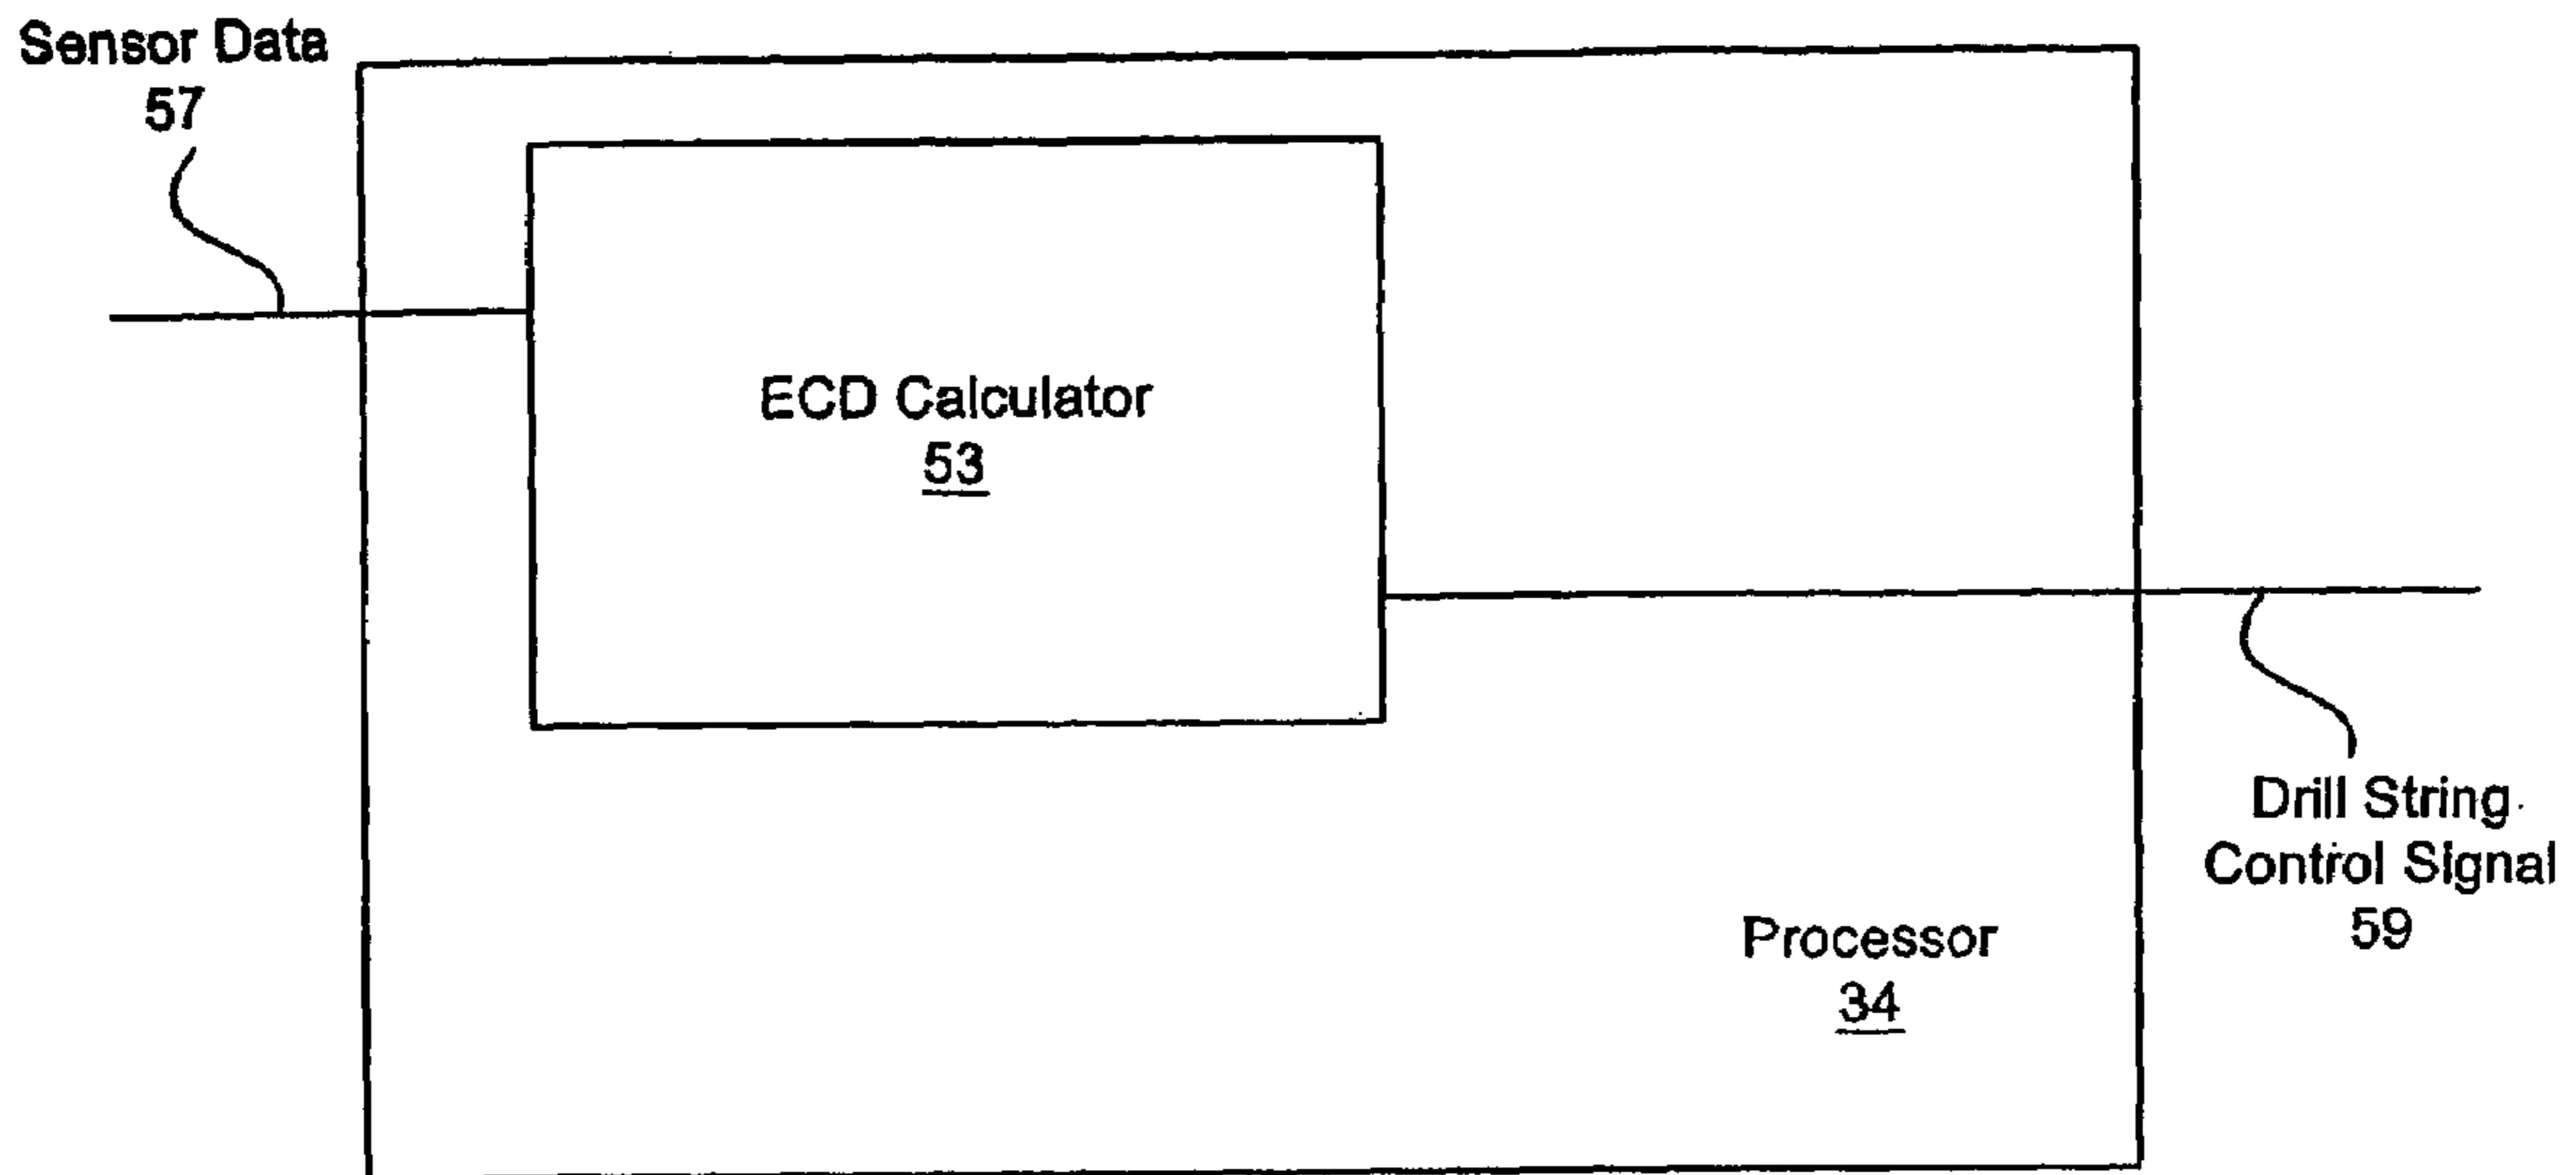 Sensor Data
57
ECD Calculator
53
Drill String
Control Signal
59
Processor
34